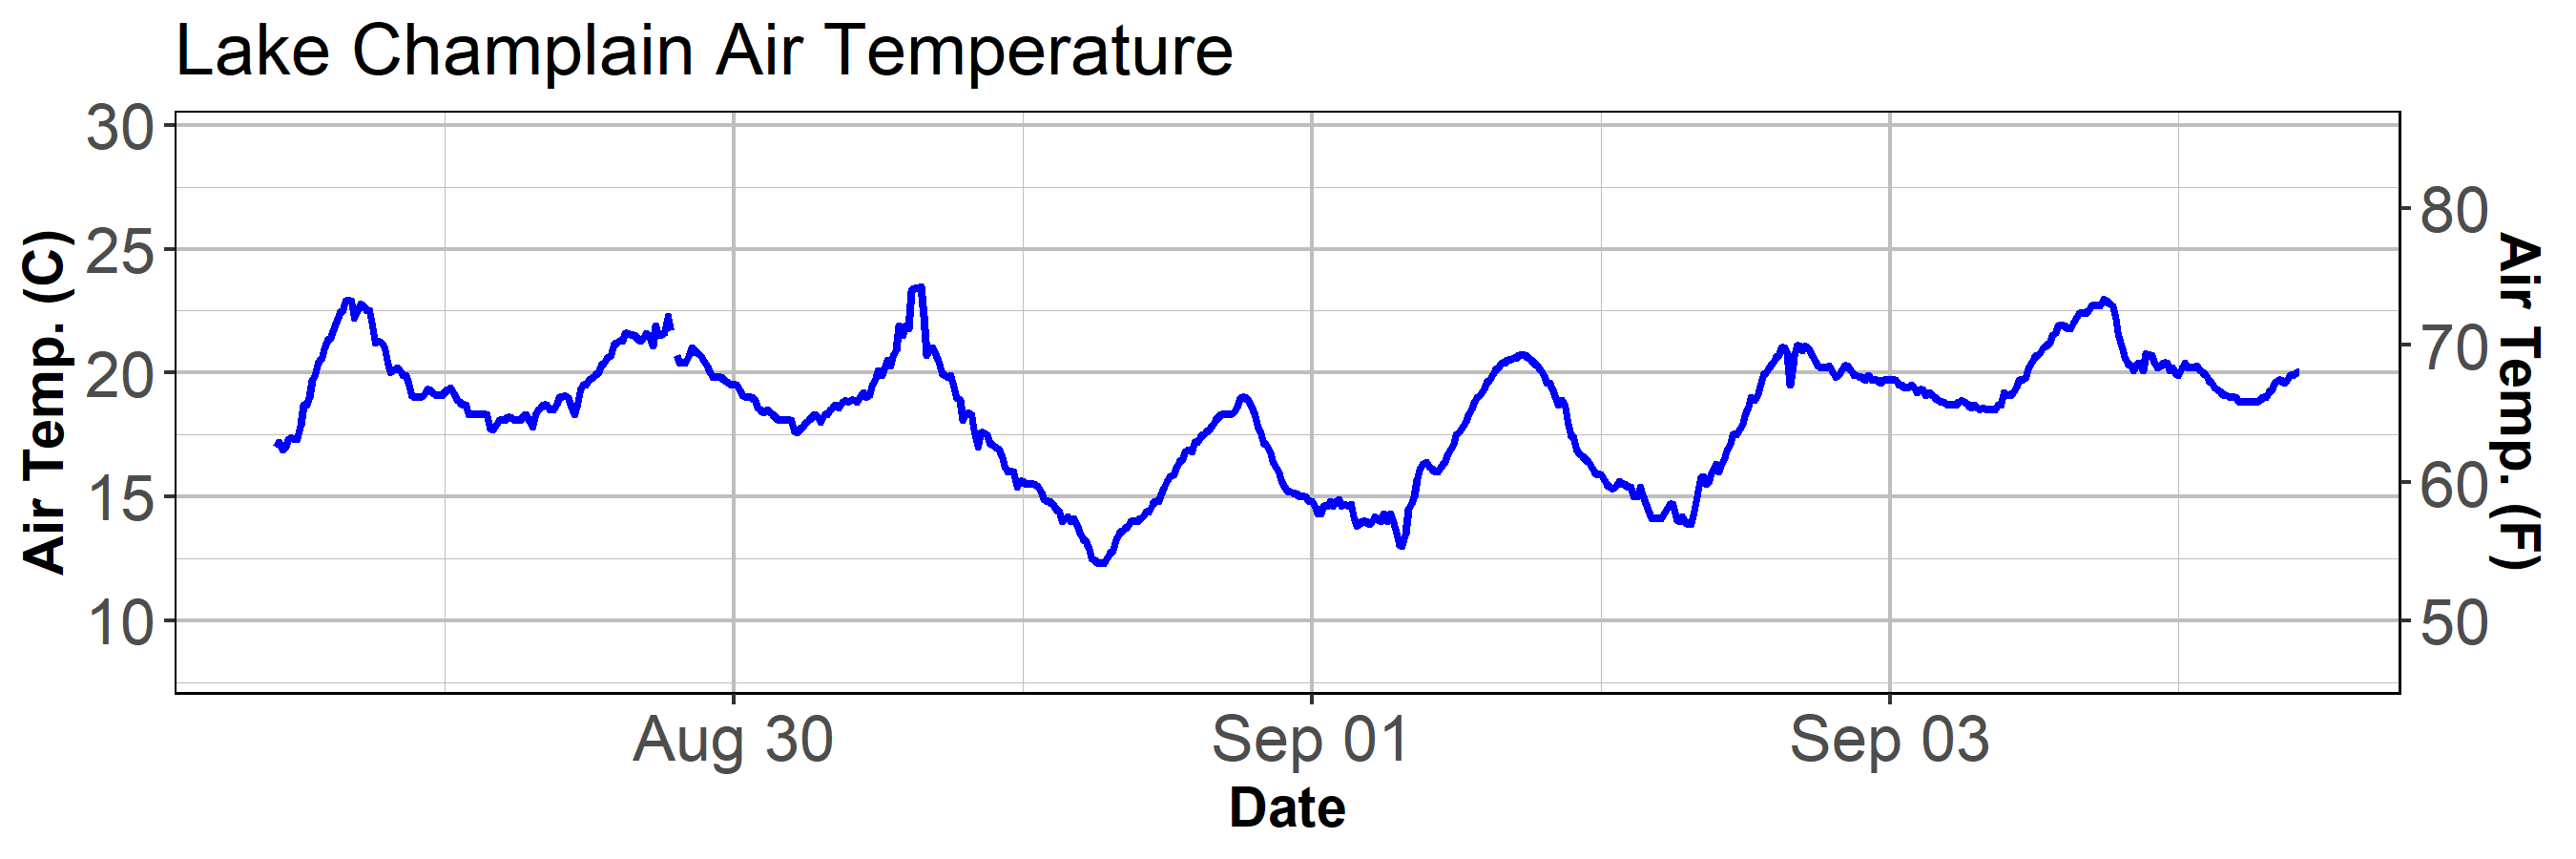 Lake Champlain Air Temperature
Air Temp. (C)
30
25
20
15
10
80
70
60
50
Air Temp. (F)
Aug 30
Sep 01
Sep 03
Date